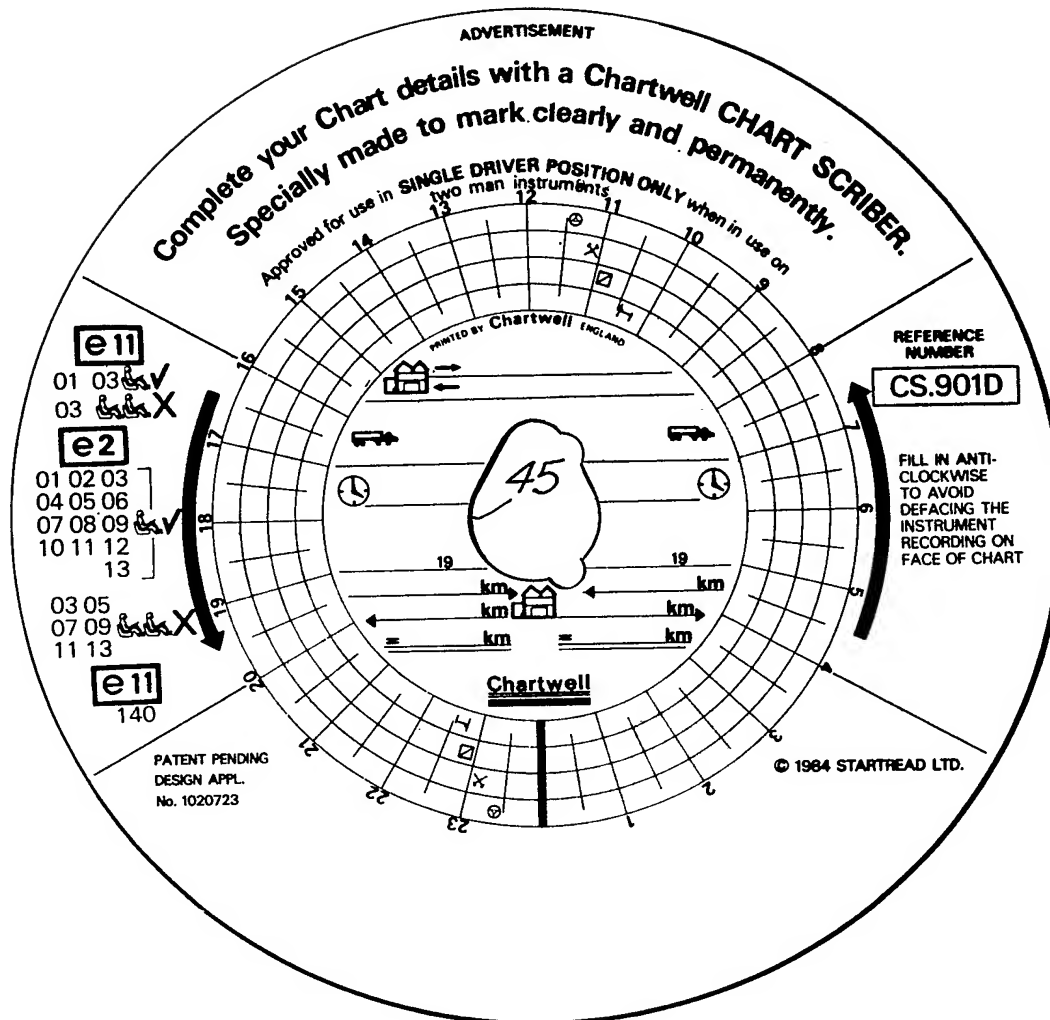 ADVERTISEMENT
Complete your Chart details with a Chartwell CHART SCRIBER.
Specially made to mark clearly and permanently.
Approved for use in SINGLE DRIVER POSITION ONLY when in use on
two man instruments
12
11
10
9
8
7
6
5
4
3
2
1
23
22
21
20
19
18
17
16
15
14
13
PRINTED BY Chartwell ENGLAND
e 11
01 03 ✓
03 X
e 2
01 02 03
04 05 06
07 08 09 ✓
10 11 12
13
03 05
07 09 X
11 13
e 11
140
PATENT PENDING
DESIGN APPL.
No. 1020723
45
19 19
km
km km
= km = km
Chartwell
REFERENCE
NUMBER
CS.901D
FILL IN ANTI-
CLOCKWISE
TO AVOID
DEFACING THE
INSTRUMENT
RECORDING ON
FACE OF CHART
© 1984 STARTREAD LTD.